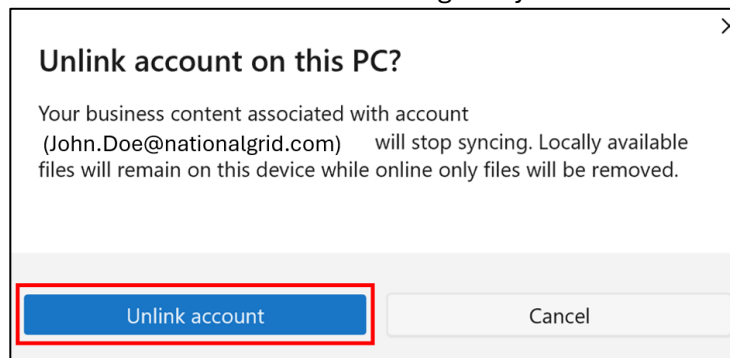 Unlink account on this PC?
Your business content associated with account
(John.Doe@nationalgrid.com) will stop syncing. Locally available
files will remain on this device while online only files will be removed.
Unlink account
Cancel